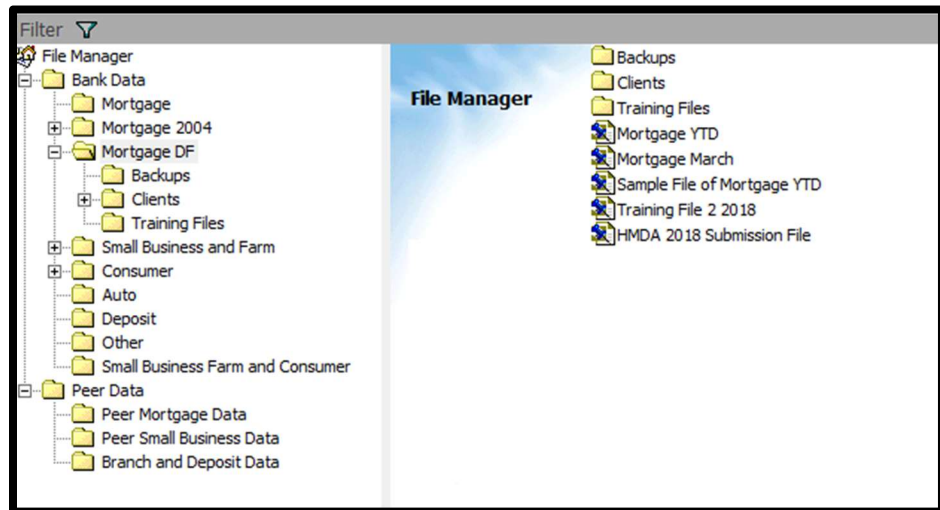 Filter
File Manager
Bank Data
Mortgage
Mortgage 2004
Mortgage DF
Backups
Clients
Training Files
Small Business and Farm
Consumer
Auto
Deposit
Other
Small Business Farm and Consumer
Peer Data
Peer Mortgage Data
Peer Small Business Data
Branch and Deposit Data
File Manager
Backups
Clients
Training Files
Mortgage YTD
Mortgage March
Sample File of Mortgage YTD
Training File 2 2018
HMDA 2018 Submission File